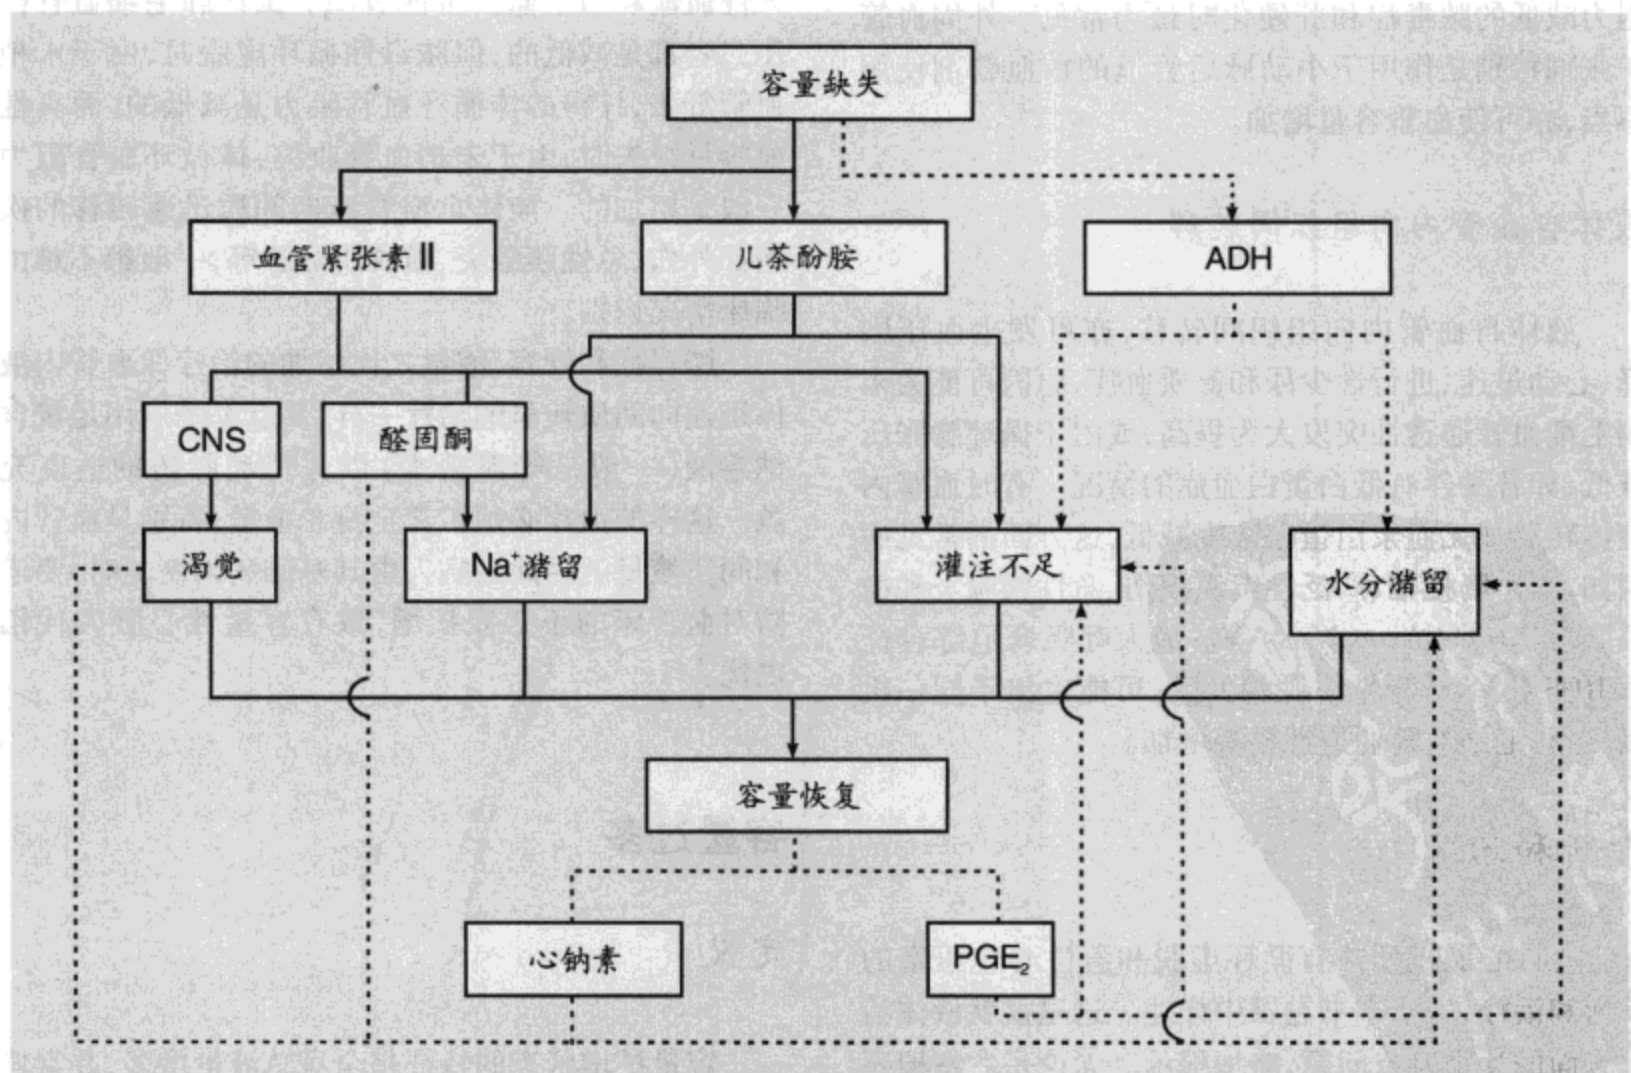 容量缺失
血管紧张素Ⅱ
儿茶酚胺
ADH
CNS
醛固酮
渴觉
Na⁺潴留
灌注不足
水分潴留
容量恢复
心钠素
PGE₂